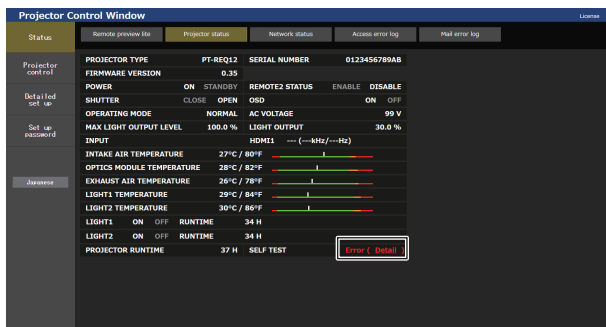 Projector Control Window License
Status Remote preview lite Projector status Network status Access error log Mail error log
PROJECTOR TYPE PT-REQ12 SERIAL NUMBER 0123456789AB
Projector
control
FIRMWARE VERSION 0.35
POWER ON STANDBY REMOTE2 STATUS ENABLE DISABLE
Detailed
set up
SHUTTER CLOSE OPEN OSD ON OFF
OPERATING MODE NORMAL AC VOLTAGE 99 V
Set up
password
MAX LIGHT OUTPUT LEVEL 100.0 % LIGHT OUTPUT 30.0 %
INPUT HDMI1 --- (---kHz/---Hz)
INTAKE AIR TEMPERATURE 27°C / 80°F
OPTICS MODULE TEMPERATURE 28°C / 82°F
Japanese
EXHAUST AIR TEMPERATURE 26°C / 78°F
LIGHT1 TEMPERATURE 29°C / 84°F
LIGHT2 TEMPERATURE 30°C / 86°F
LIGHT1 ON OFF RUNTIME 34 H
LIGHT2 ON OFF RUNTIME 34 H
PROJECTOR RUNTIME 37 H SELF TEST Error ( Detail )